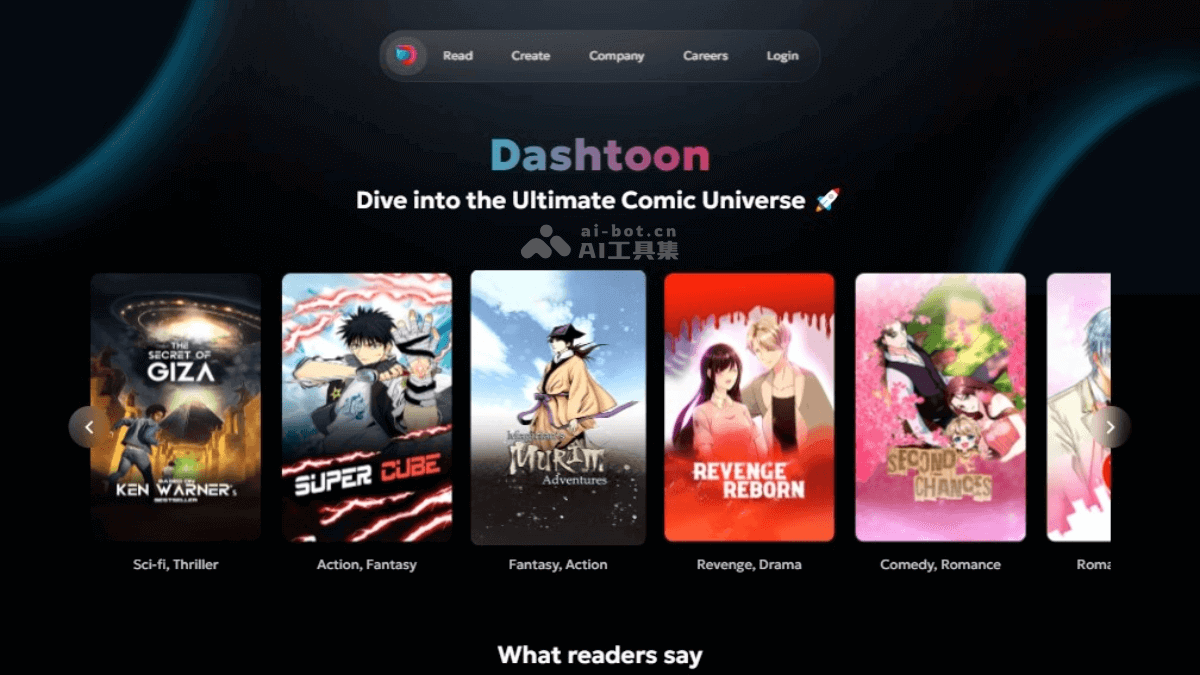 Read
Create
Company
Careers
Login
Dashtoon
Dive into the Ultimate Comic Universe 🚀
ai-bot.cn
AI工具集
THE
SECRET OF
GIZA
BASED ON
KEN WARNER's
BESTSELLER
SUPER CUBE
MURIM
Adventures
REVENGE
REBORN
SECOND
CHANCES
Sci-fi, Thriller
Action, Fantasy
Fantasy, Action
Revenge, Drama
Comedy, Romance
Roma
What readers say